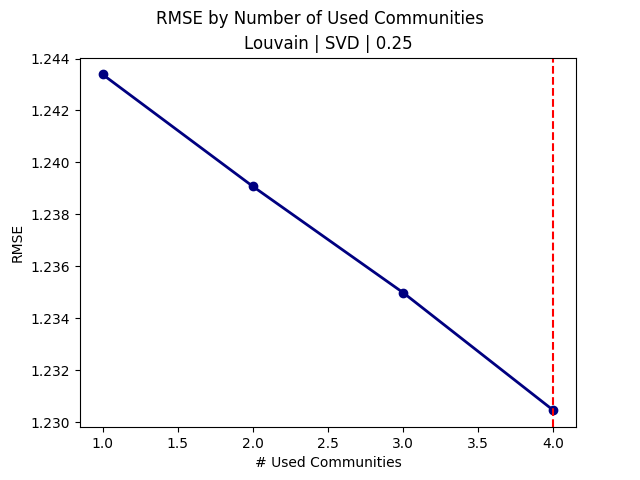 RMSE by Number of Used Communities
Louvain | SVD | 0.25
1.244
1.242
1.240
1.238
1.236
1.234
1.232
1.230
RMSE
1.0 1.5 2.0 2.5 3.0 3.5 4.0
# Used Communities